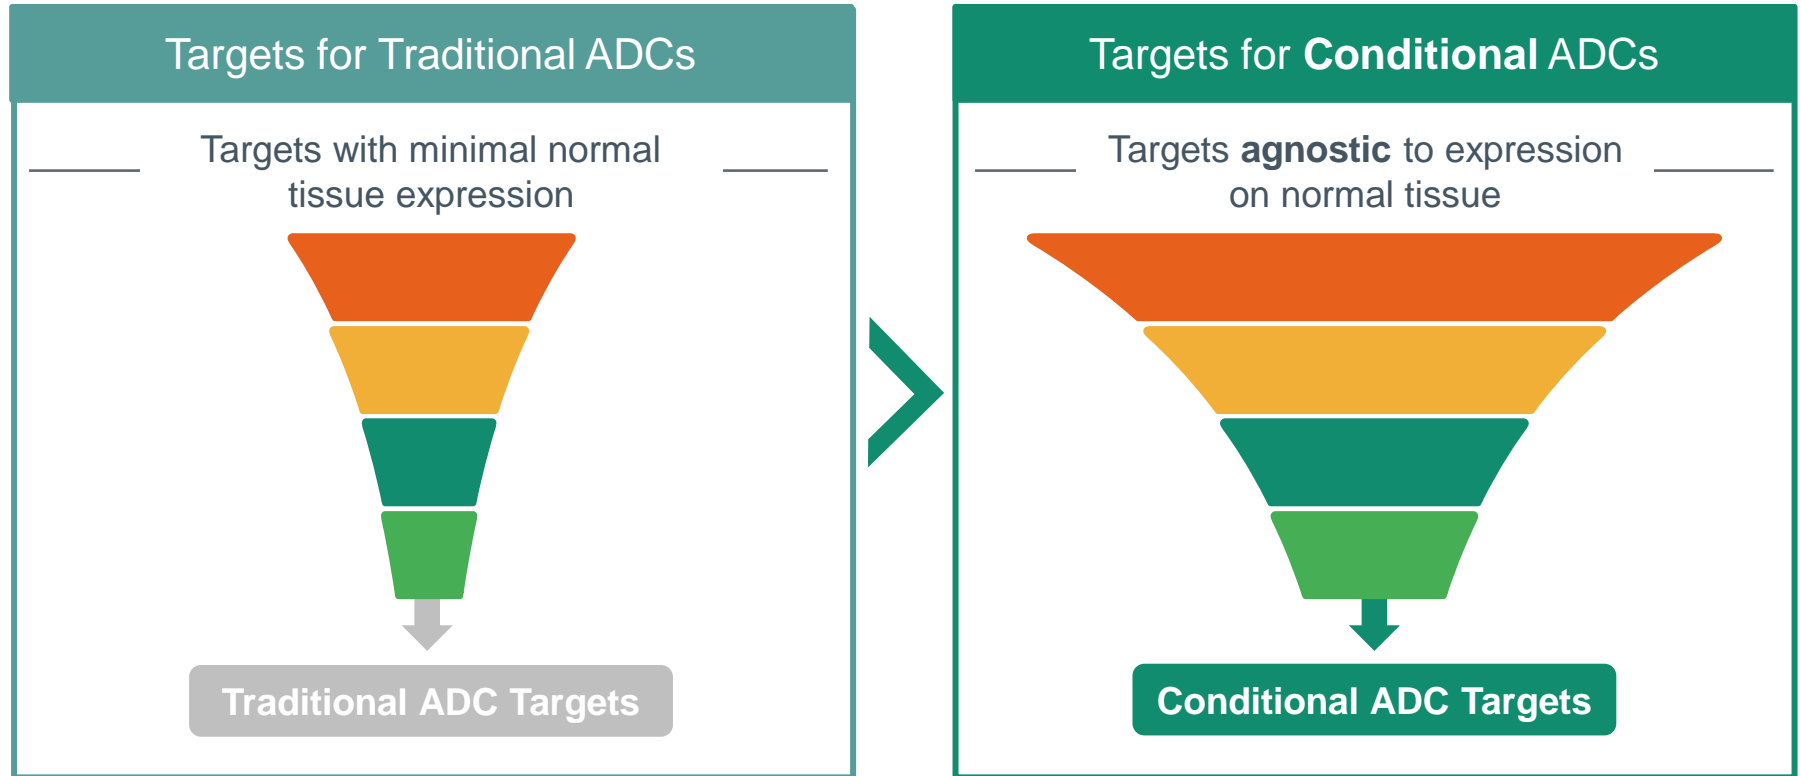 Targets for Traditional ADCs
Targets with minimal normal
tissue expression
Traditional ADC Targets
Targets for Conditional ADCs
Targets agnostic to expression
on normal tissue
Conditional ADC Targets